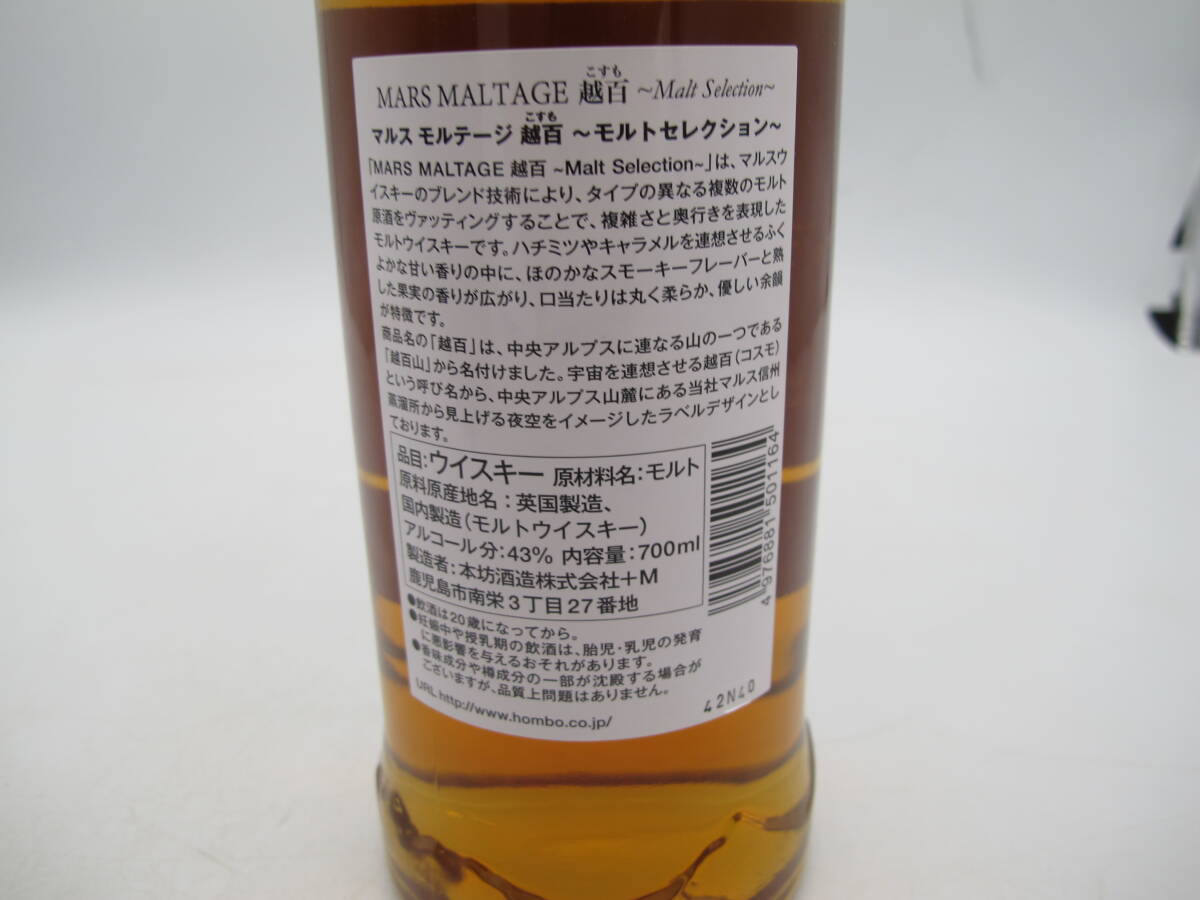 こすも
MARS MALTAGE 越百 ~Malt Selection~
こすも
マルス モルテージ 越百 ~モルトセレクション~
「MARS MALTAGE 越百 ~Malt Selection~」は、マルスウ
イスキーのブレンド技術により、タイプの異なる複数のモルト
原酒をヴァッティングすることで、複雑さと奥行きを表現した
モルトウイスキーです。ハチミツやキャラメルを連想させるふく
よかな甘い香りの中に、ほのかなスモーキーフレーバーと熟
した果実の香りが広がり、口当たりは丸く柔らか、優しい余韻
が特徴です。
商品名の「越百」は、中央アルプスに連なる山の一つである
「越百山」から名付けました。宇宙を連想させる越百(コスモ)
という呼び名から、中央アルプス山麓にある当社マルス信州
蒸溜所から見上げる夜空をイメージしたラベルデザインとし
ております。
品目:ウイスキー 原材料名:モルト
原料原産地名:英国製造、
国内製造(モルトウイスキー)
アルコール分:43% 内容量:700ml
製造者:本坊酒造株式会社+M
鹿児島市南栄3丁目27番地
4 976881 501164
●飲酒は20歳になってから。
●妊娠中や授乳期の飲酒は、胎児・乳児の発育
に悪影響を与えるおそれがあります。
●香味成分や樽成分の一部が沈殿する場合が
ございますが、品質上問題はありません。
URL http://www.hombo.co.jp/
42N40